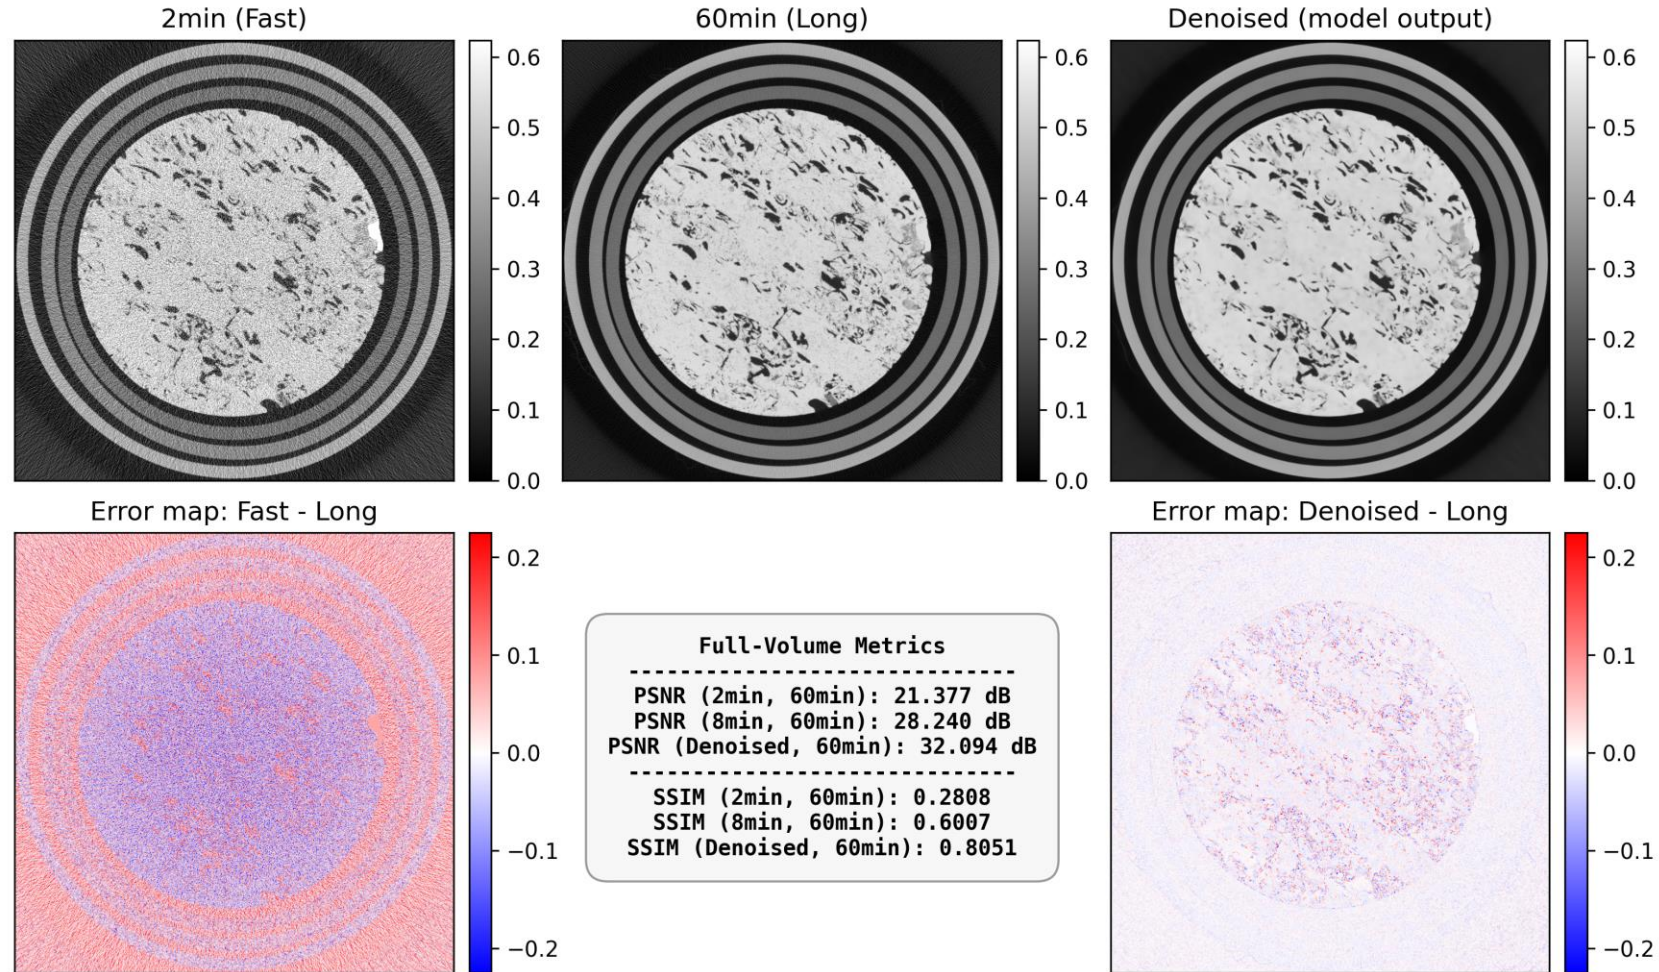 2min (Fast)
60min (Long)
Denoised (model output)
0.6
0.5
0.4
0.3
0.2
0.1
0.0
0.6
0.5
0.4
0.3
0.2
0.1
0.0
0.6
0.5
0.4
0.3
0.2
0.1
0.0
Error map: Fast - Long
0.2
0.1
0.0
−0.1
−0.2
Full-Volume Metrics
-------------------------------
PSNR (2min, 60min): 21.377 dB
PSNR (8min, 60min): 28.240 dB
PSNR (Denoised, 60min): 32.094 dB
-------------------------------
SSIM (2min, 60min): 0.2808
SSIM (8min, 60min): 0.6007
SSIM (Denoised, 60min): 0.8051
Error map: Denoised - Long
0.2
0.1
0.0
−0.1
−0.2